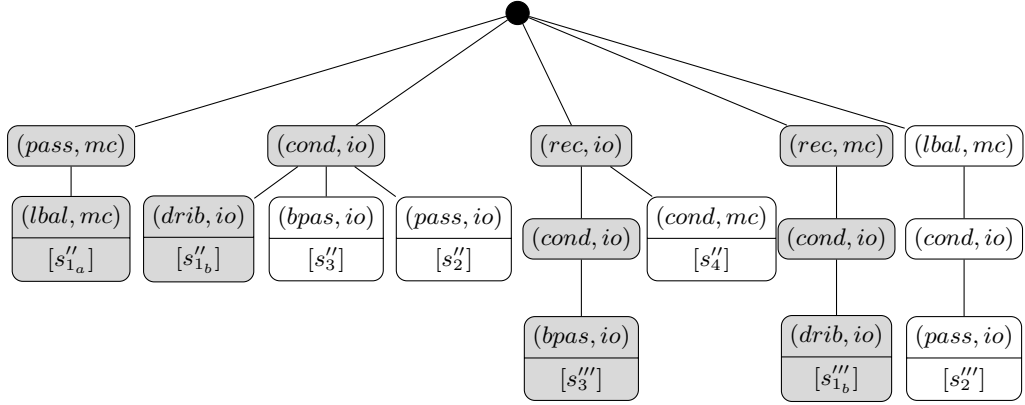 (pass, mc) (cond, io) (rec, io) (rec, mc) (lbal, mc)
(lbal, mc) (drib, io) (bpas, io) (pass, io) (cond, mc)
[s''_{1_a}] [s''_{1_b}] [s''_3] [s''_2] [s''_4]
(cond, io) (cond, io) (cond, io)
(bpas, io) (drib, io) (pass, io)
[s'''_3] [s'''_{1_b}] [s'''_2]